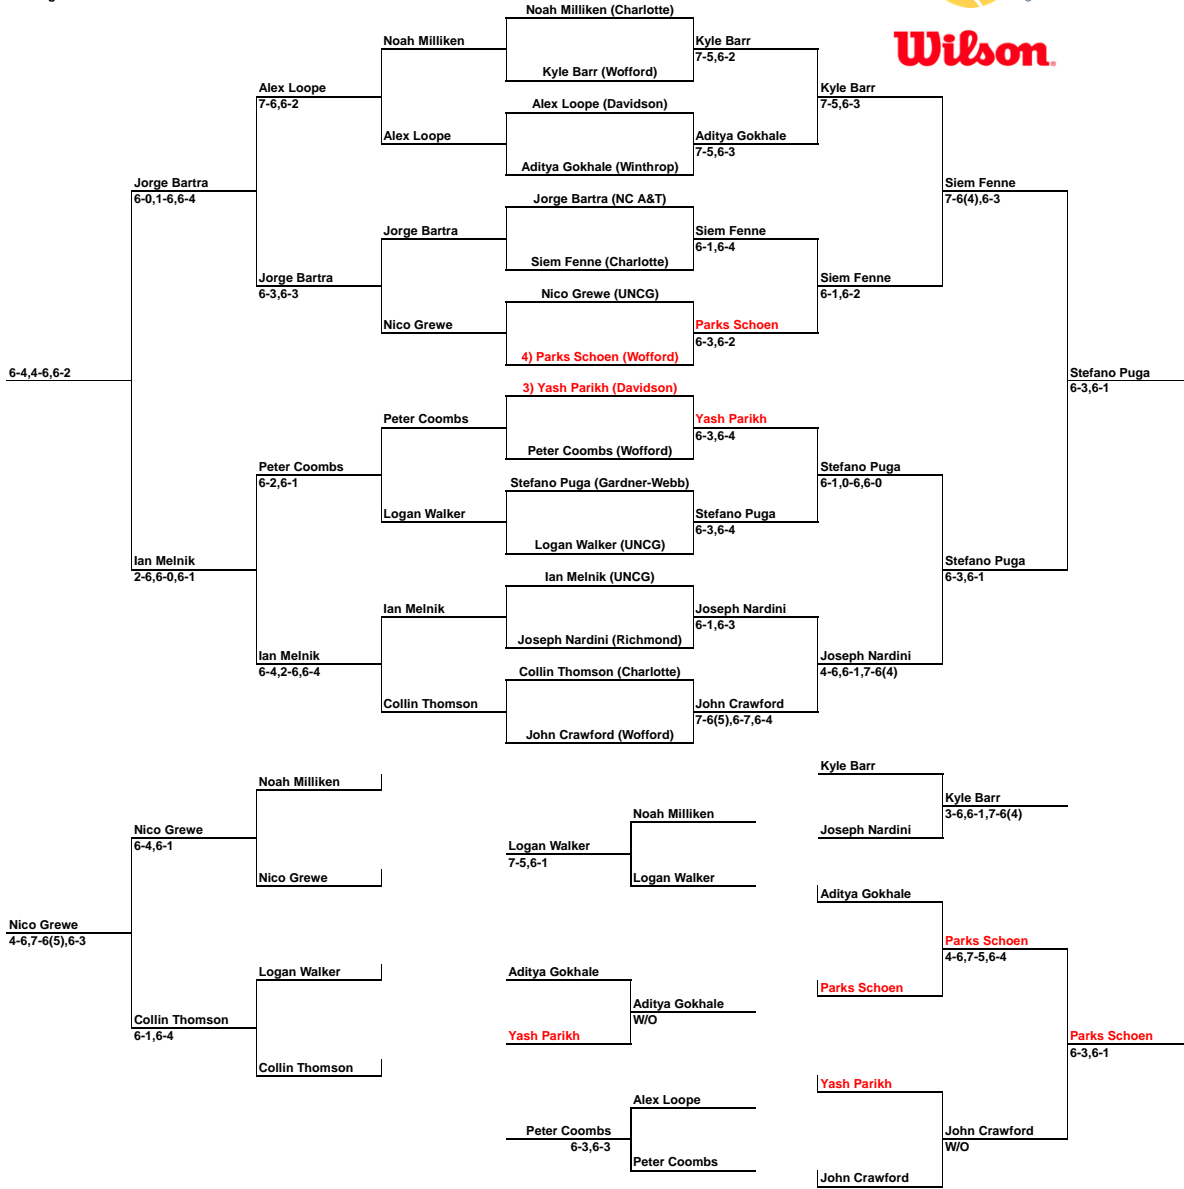 Noah Milliken (Charlotte)
Noah Milliken
Kyle Barr
7-5,6-2
Wilson.
Kyle Barr (Wofford)
Alex Loope
7-6,6-2
Kyle Barr
7-5,6-3
Alex Loope (Davidson)
Alex Loope
Aditya Gokhale
7-5,6-3
Aditya Gokhale (Winthrop)
Jorge Bartra
6-0,1-6,6-4
Siem Fenne
7-6(4),6-3
Jorge Bartra (NC A&T)
Jorge Bartra
Siem Fenne
6-1,6-4
Siem Fenne (Charlotte)
Jorge Bartra
6-3,6-3
Siem Fenne
6-1,6-2
Nico Grewe (UNCG)
Nico Grewe
Parks Schoen
6-3,6-2
4) Parks Schoen (Wofford)
6-4,4-6,6-2
Stefano Puga
6-3,6-1
3) Yash Parikh (Davidson)
Peter Coombs
Yash Parikh
6-3,6-4
Peter Coombs (Wofford)
Peter Coombs
6-2,6-1
Stefano Puga
6-1,0-6,6-0
Stefano Puga (Gardner-Webb)
Logan Walker
Stefano Puga
6-3,6-4
Logan Walker (UNCG)
Ian Melnik
2-6,6-0,6-1
Stefano Puga
6-3,6-1
Ian Melnik (UNCG)
Ian Melnik
Joseph Nardini
6-1,6-3
Joseph Nardini (Richmond)
Ian Melnik
6-4,2-6,6-4
Joseph Nardini
4-6,6-1,7-6(4)
Collin Thomson (Charlotte)
Collin Thomson
John Crawford
7-6(5),6-7,6-4
John Crawford (Wofford)
Noah Milliken
Nico Grewe
6-4,6-1
Nico Grewe
Nico Grewe
4-6,7-6(5),6-3
Logan Walker
Collin Thomson
6-1,6-4
Collin Thomson
Noah Milliken
Logan Walker
7-5,6-1
Logan Walker
Aditya Gokhale
Aditya Gokhale
W/O
Yash Parikh
Alex Loope
Peter Coombs
6-3,6-3
Peter Coombs
Kyle Barr
Kyle Barr
3-6,6-1,7-6(4)
Joseph Nardini
Aditya Gokhale
Parks Schoen
4-6,7-5,6-4
Parks Schoen
Parks Schoen
6-3,6-1
Yash Parikh
John Crawford
W/O
John Crawford